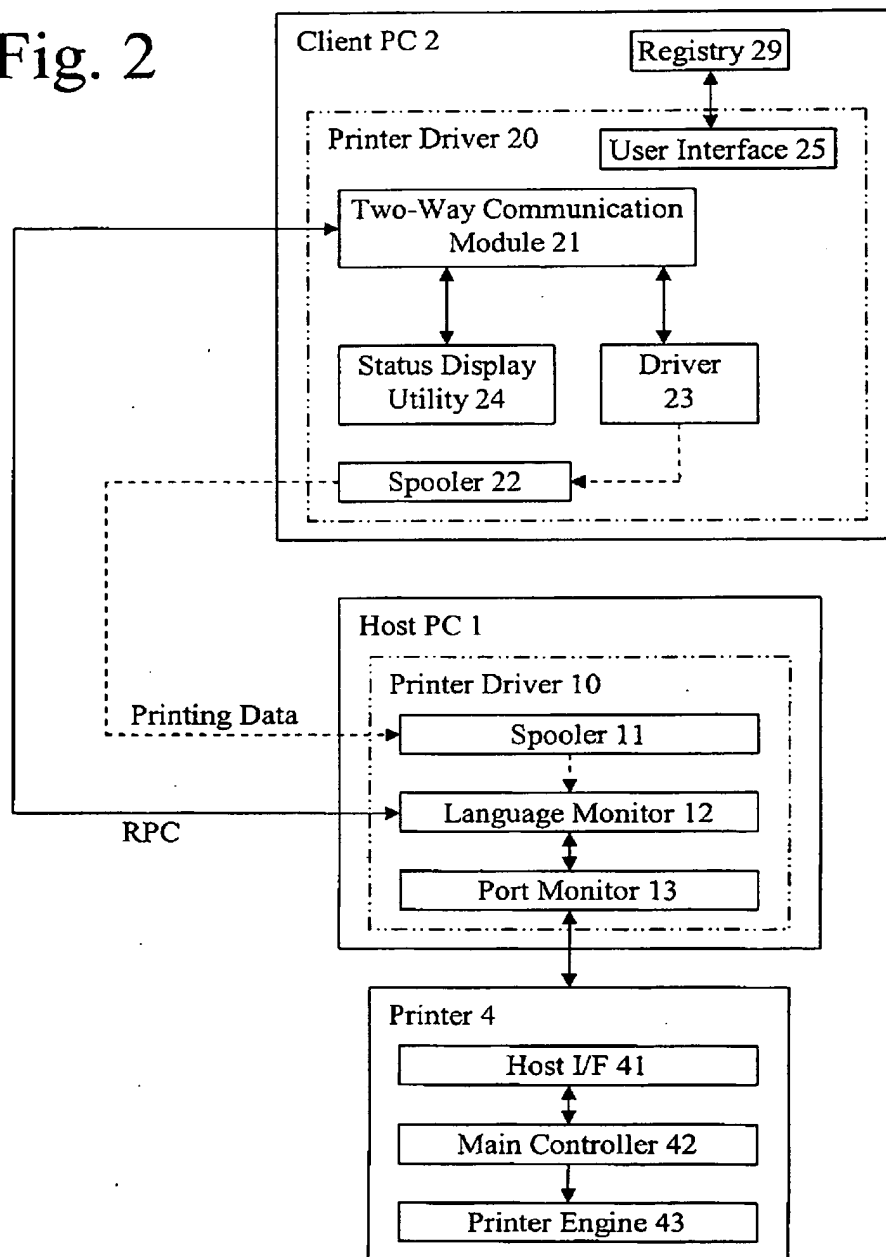 Fig. 2
Client PC 2
Registry 29
Printer Driver 20
User Interface 25
Two-Way Communication
Module 21
Status Display
Utility 24
Driver
23
Spooler 22
Host PC 1
Printer Driver 10
Printing Data
Spooler 11
Language Monitor 12
RPC
Port Monitor 13
Printer 4
Host I/F 41
Main Controller 42
Printer Engine 43